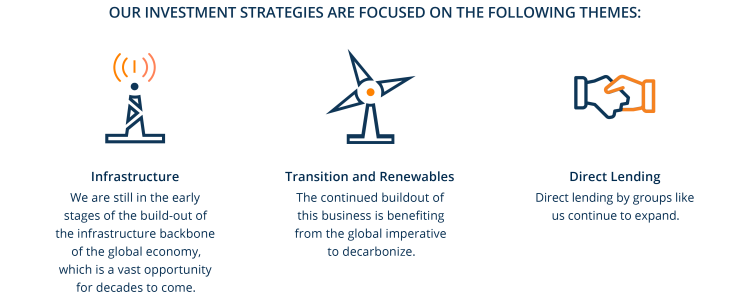 OUR INVESTMENT STRATEGIES ARE FOCUSED ON THE FOLLOWING THEMES:
Infrastructure
We are still in the early
stages of the build-out of
the infrastructure backbone
of the global economy,
which is a vast opportunity
for decades to come.
Transition and Renewables
The continued buildout of
this business is benefiting
from the global imperative
to decarbonize.
Direct Lending
Direct lending by groups like
us continue to expand.